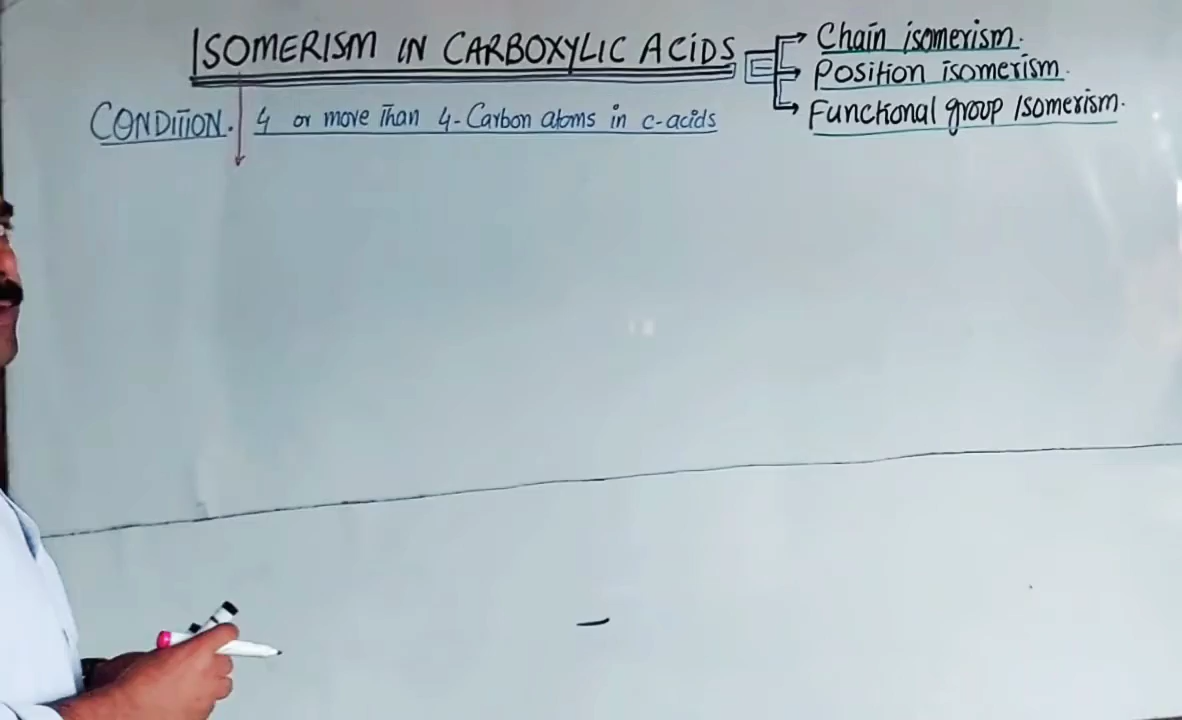 ISOMERISM IN CARBOXYLIC ACIDS
Chain isomerism.
Position isomerism.
Functional group Isomerism.
CONDITION. 4 or more Than 4-Carbon atoms in c-acids